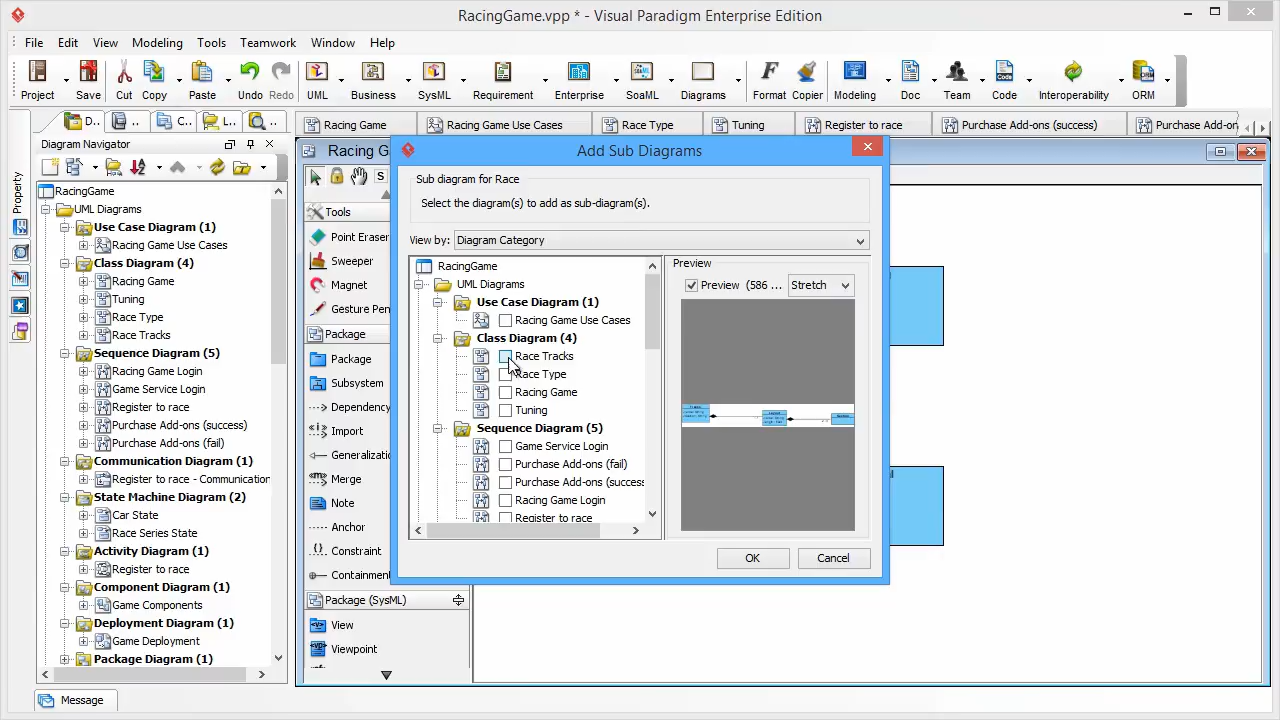 RacingGame.vpp * - Visual Paradigm Enterprise Edition
File Edit View Modeling Tools Teamwork Window Help
Project Save Cut Copy Paste Undo Redo UML Business SysML Requirement Enterprise SoaML Diagrams Format Copier Modeling Doc Team Code Interoperability ORM
D... .. C... L... ..
Racing Game Racing Game Use Cases Race Type Tuning Register to race Purchase Add-ons (success) Purchase Add-on
Property
Diagram Navigator
RacingGame
UML Diagrams
Use Case Diagram (1)
Racing Game Use Cases
Class Diagram (4)
Racing Game
Tuning
Race Type
Race Tracks
Sequence Diagram (5)
Racing Game Login
Game Service Login
Register to race
Purchase Add-ons (success)
Purchase Add-ons (fail)
Communication Diagram (1)
Register to race - Communication
State Machine Diagram (2)
Car State
Race Series State
Activity Diagram (1)
Register to race
Component Diagram (1)
Game Components
Deployment Diagram (1)
Game Deployment
Package Diagram (1)
Message
Racing G
S
Tools
Point Eraser
Sweeper
Magnet
Gesture Pen
Package
Package
Subsystem
Dependency
Import
Generalizatio
Merge
Note
Anchor
Constraint
Containment
Package (SysML)
View
Viewpoint
Add Sub Diagrams
Sub diagram for Race
Select the diagram(s) to add as sub-diagram(s).
View by: Diagram Category
RacingGame
UML Diagrams
Use Case Diagram (1)
Racing Game Use Cases
Class Diagram (4)
Race Tracks
Race Type
Racing Game
Tuning
Sequence Diagram (5)
Game Service Login
Purchase Add-ons (fail)
Purchase Add-ons (success
Racing Game Login
Register to race
Preview
Preview (586 ... Stretch
OK Cancel